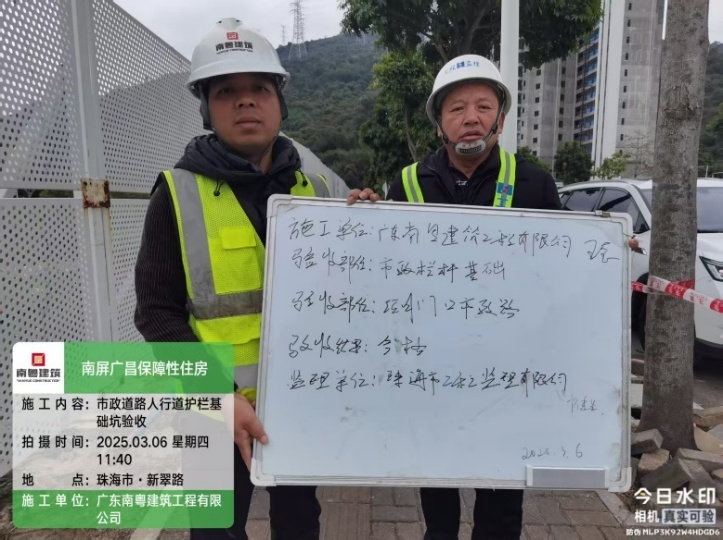 南粤建筑
施工单位:广东南粤建筑工程有限公司
验收部位:市政栏杆基础
验收部位:项目门口市政路
验收结果:合格
监理单位:珠海市工程监理有限公司
2025.3.6
南粤建筑
南屏广昌保障性住房
施工内容:市政道路人行道护栏基
础坑验收
拍摄时间:2025.03.06 星期四
11:40
地点:珠海市·新翠路
施工单位:广东南粤建筑工程有限
公司
今日水印
相机 真实可验
防伪 MLP3K92W4HDGD6